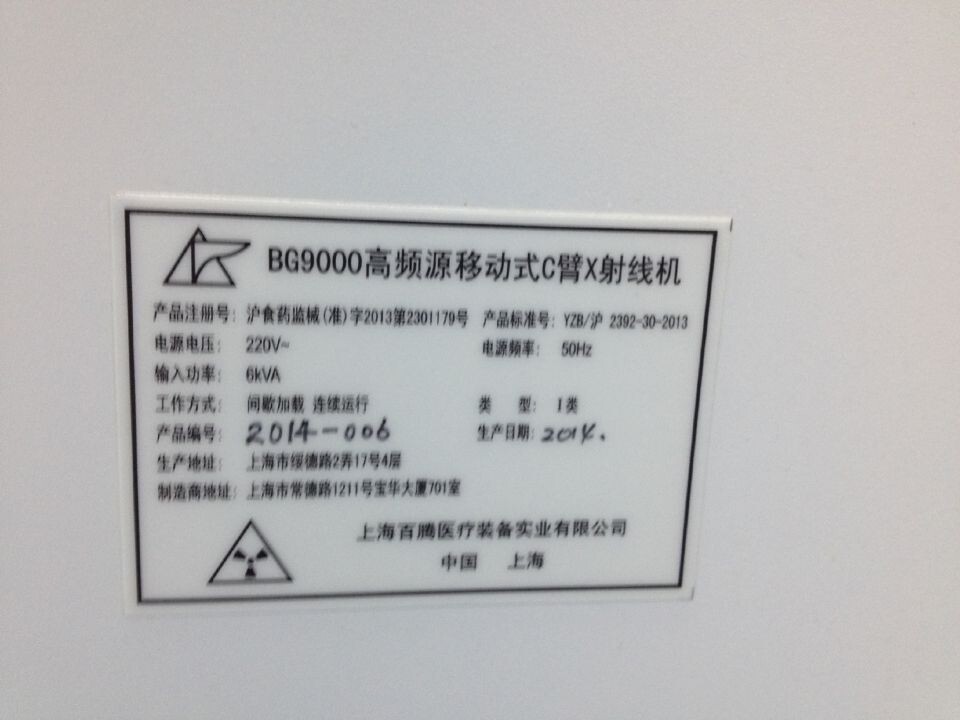 BG9000高频源移动式C臂X射线机
产品注册号: 沪食药监械(准)字2013第2301179号 产品标准号: YZB/沪 2392-30-2013
电源电压: 220V~ 电源频率: 50Hz
输入功率: 6kVA
工作方式: 间歇加载 连续运行 类 型: I类
产品编号: 2014-006 生产日期: 2014.
生产地址: 上海市绥德路2弄17号4层
制造商地址: 上海市常德路1211号宝华大厦701室
上海百腾医疗装备实业有限公司
中国 上海